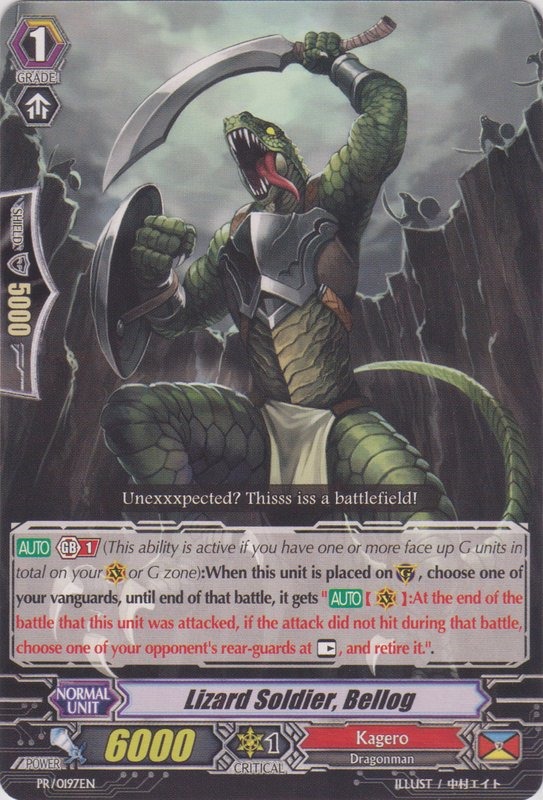 1
GRADE
SHIELD
5000
Unexxxpected? Thisss iss a battlefield!
AUTO GB 1 (This ability is active if you have one or more face up G units in
total on your V or G zone):When this unit is placed on G, choose one of
your vanguards, until end of that battle, it gets "AUTO [ V ]:At the end of the
battle that this unit was attacked, if the attack did not hit during that battle,
choose one of your opponent's rear-guards at , and retire it.".
NORMAL
UNIT
Lizard Soldier, Bellog
POWER
6000
1
CRITICAL
Kagero
Dragonman
PR/0197EN
ILLUST / 中村エイト